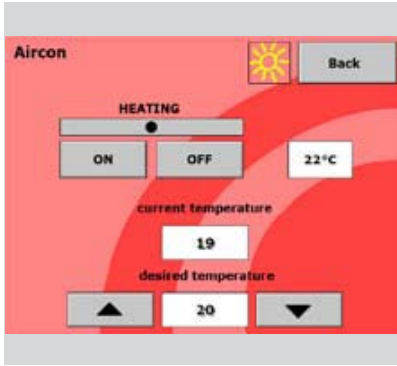 Aircon
Back
HEATING
ON OFF 22°C
current temperature
19
desired temperature
20